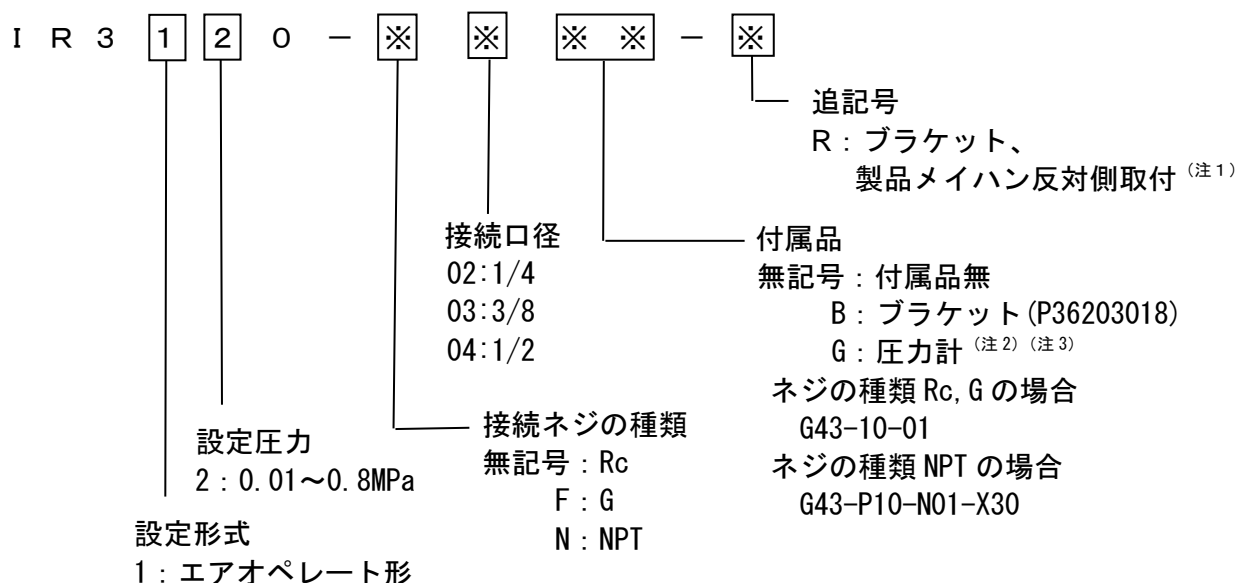 IR3120-※※※※-※
追記号
R:ブラケット、
製品メイハン反対側取付(注1)
接続口径
02:1/4
03:3/8
04:1/2
付属品
無記号:付属品無
B:ブラケット(P36203018)
G:圧力計(注2)(注3)
ネジの種類Rc,Gの場合
G43-10-01
ネジの種類NPTの場合
G43-P10-N01-X30
接続ネジの種類
無記号:Rc
F:G
N:NPT
設定圧力
2:0.01~0.8MPa
設定形式
1:エアオペレート形